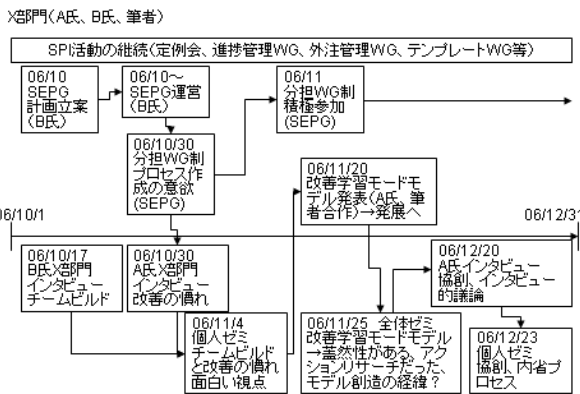 X部門（A氏、B氏、筆者）
SPI活動の継続（定例会、進捗管理WG、外注管理WG、テンプレートWG等）
06/10
SEPG
計画立案
（B氏）
06/10～
SEPG運営
（B氏）
06/11
分担WG制
積極参加
(SEPG)
06/10/30
分担WG制
プロセス作
成の意欲
(SEPG)
06/11/20
改善学習モードモ
デル発表（A氏、筆
者合作）→発展へ
06/10/1
06/12/31
06/10/17
B氏X部門
インタビュー
チームビルド
06/10/30
A氏X部門
インタビュー
改善の慣れ
06/12/20
A氏インタビュー
協創、インタビュー
的議論
06/11/4
個人ゼミ
チームビルド
と改善の慣れ
面白い視点
06/11/25 全体ゼミ
改善学習モードモデル
→蓋然性がある、アク
ションリサーチだった、
モデル創造の経緯？
06/12/23
個人ゼミ
協創、内省プ
ロセス